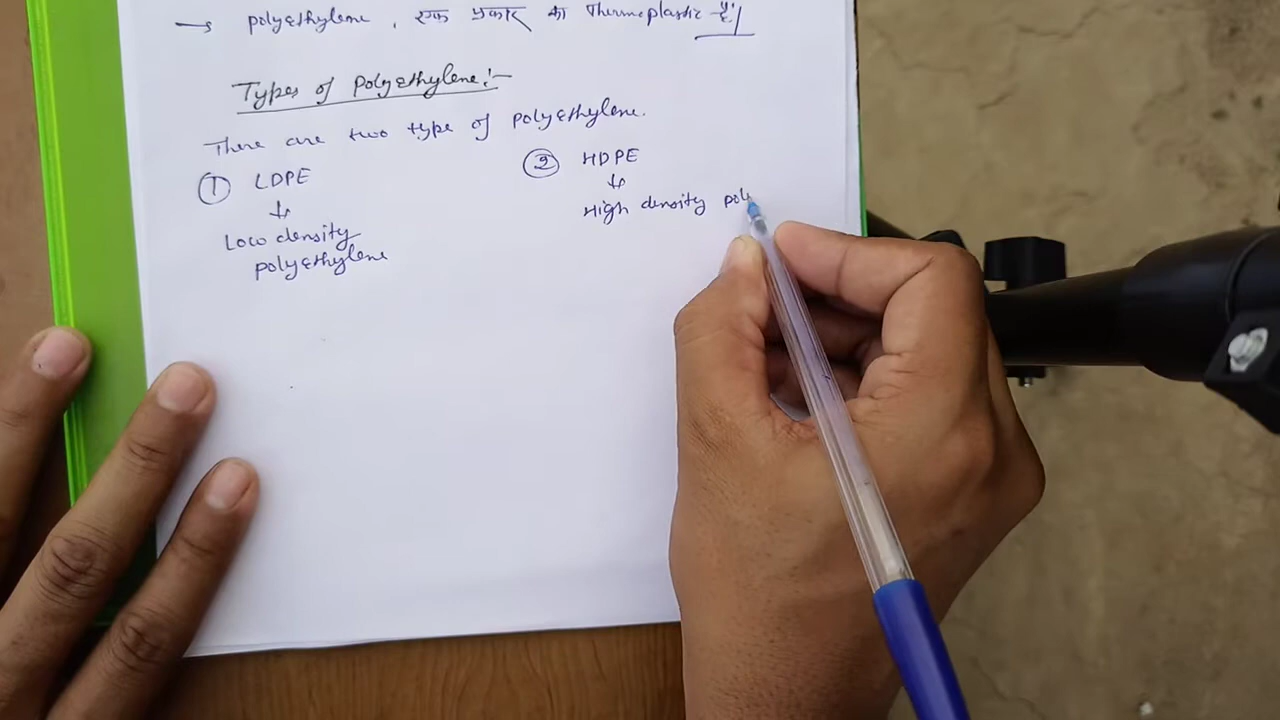 → polyethylene, एक प्रकार का Thermoplastic है।
Types of polyethylene:-
There are two type of polyethylene.
① LDPE
↓
Low density
polyethylene
② HDPE
↓
High density poly